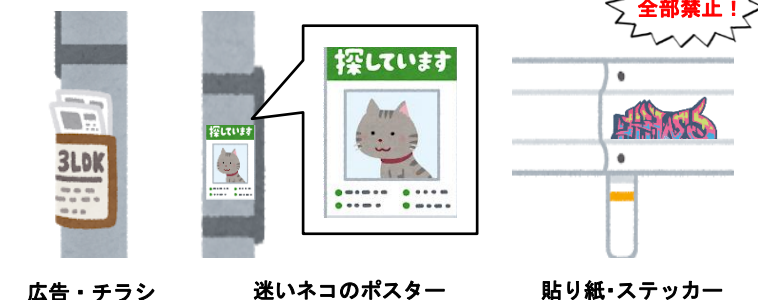 全部禁止!
探しています
探しています
3LDK
広告・チラシ
迷いネコのポスター
貼り紙・ステッカー